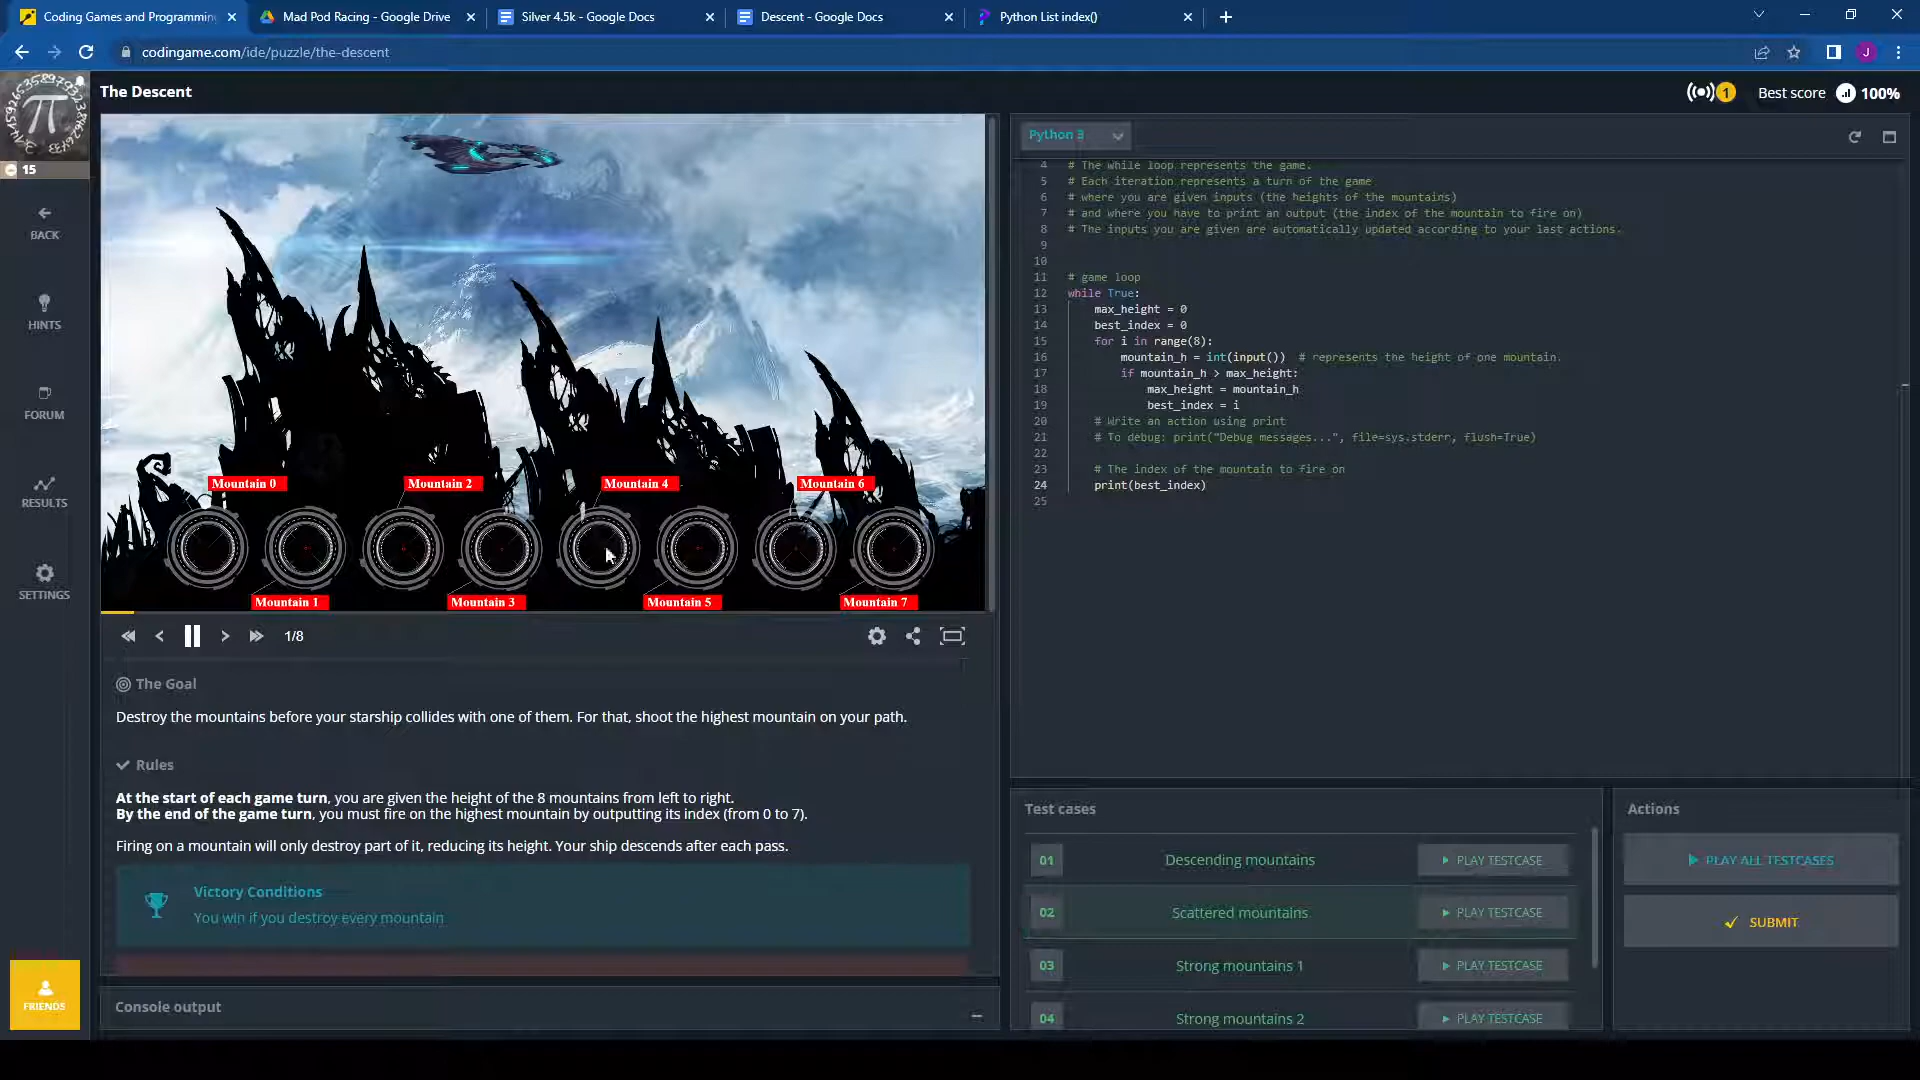 Coding Games and Programmin
Mad Pod Racing - Google Drive
Silver 4.5k - Google Docs
Descent - Google Docs
Python List index()
codingame.com/ide/puzzle/the-descent
J
The Descent
1
Best score
100%
15
BACK
HINTS
FORUM
RESULTS
SETTINGS
FRIENDS
Mountain 0
Mountain 2
Mountain 4
Mountain 6
Mountain 1
Mountain 3
Mountain 5
Mountain 7
1/8
The Goal
Destroy the mountains before your starship collides with one of them. For that, shoot the highest mountain on your path.
Rules
At the start of each game turn, you are given the height of the 8 mountains from left to right.
By the end of the game turn, you must fire on the highest mountain by outputting its index (from 0 to 7).
Firing on a mountain will only destroy part of it, reducing its height. Your ship descends after each pass.
Victory Conditions
You win if you destroy every mountain
Console output
Python 3
4 # The while loop represents the game.
5 # Each iteration represents a turn of the game
6 # where you are given inputs (the heights of the mountains)
7 # and where you have to print an output (the index of the mountain to fire on)
8 # The inputs you are given are automatically updated according to your last actions.
9
10
11 # game loop
12 while True:
13 max_height = 0
14 best_index = 0
15 for i in range(8):
16 mountain_h = int(input()) # represents the height of one mountain.
17 if mountain_h > max_height:
18 max_height = mountain_h
19 best_index = i
20 # Write an action using print
21 # To debug: print("Debug messages...", file=sys.stderr, flush=True)
22
23 # The index of the mountain to fire on
24 print(best_index)
25
Test cases
01 Descending mountains PLAY TESTCASE
02 Scattered mountains PLAY TESTCASE
03 Strong mountains 1 PLAY TESTCASE
04 Strong mountains 2 PLAY TESTCASE
Actions
PLAY ALL TESTCASES
SUBMIT